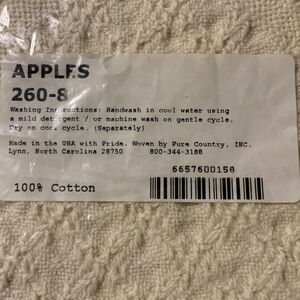 APPLES
260-8
Washing Instructions: Handwash in cool water using
a mild detergent / or machine wash on gentle cycle.
Dry on cool cycle. (Separately)
Made in the USA with Pride. Woven by Pure Country, INC.
Lynn, North Carolina 28750 800-344-3188
6657600158
100% Cotton